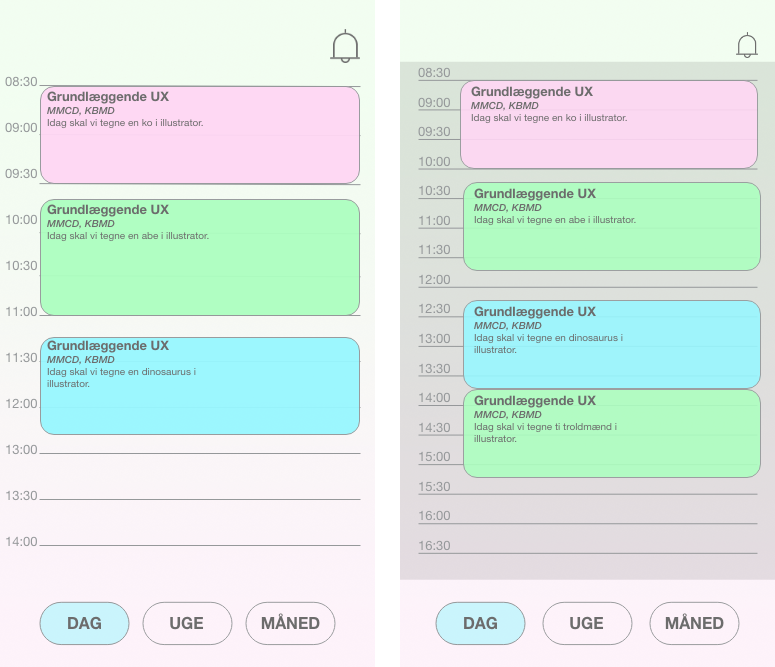 08:30
Grundlæggende UX
MMCD, KBMD
Idag skal vi tegne en ko i illustrator.
09:00
09:30
Grundlæggende UX
MMCD, KBMD
10:00
Idag skal vi tegne en abe i illustrator.
10:30
11:00
Grundlæggende UX
11:30
MMCD, KBMD
Idag skal vi tegne en dinosaurus i
illustrator.
12:00
13:00
13:30
14:00
DAG UGE MÅNED
08:30
Grundlæggende UX
09:00
MMCD, KBMD
Idag skal vi tegne en ko i illustrator.
09:30
10:00
10:30
Grundlæggende UX
MMCD, KBMD
11:00
Idag skal vi tegne en abe i illustrator.
11:30
12:00
12:30
Grundlæggende UX
MMCD, KBMD
13:00
Idag skal vi tegne en dinosaurus i
illustrator.
13:30
14:00
Grundlæggende UX
MMCD, KBMD
14:30
Idag skal vi tegne ti troldmænd i
illustrator.
15:00
15:30
16:00
16:30
DAG UGE MÅNED